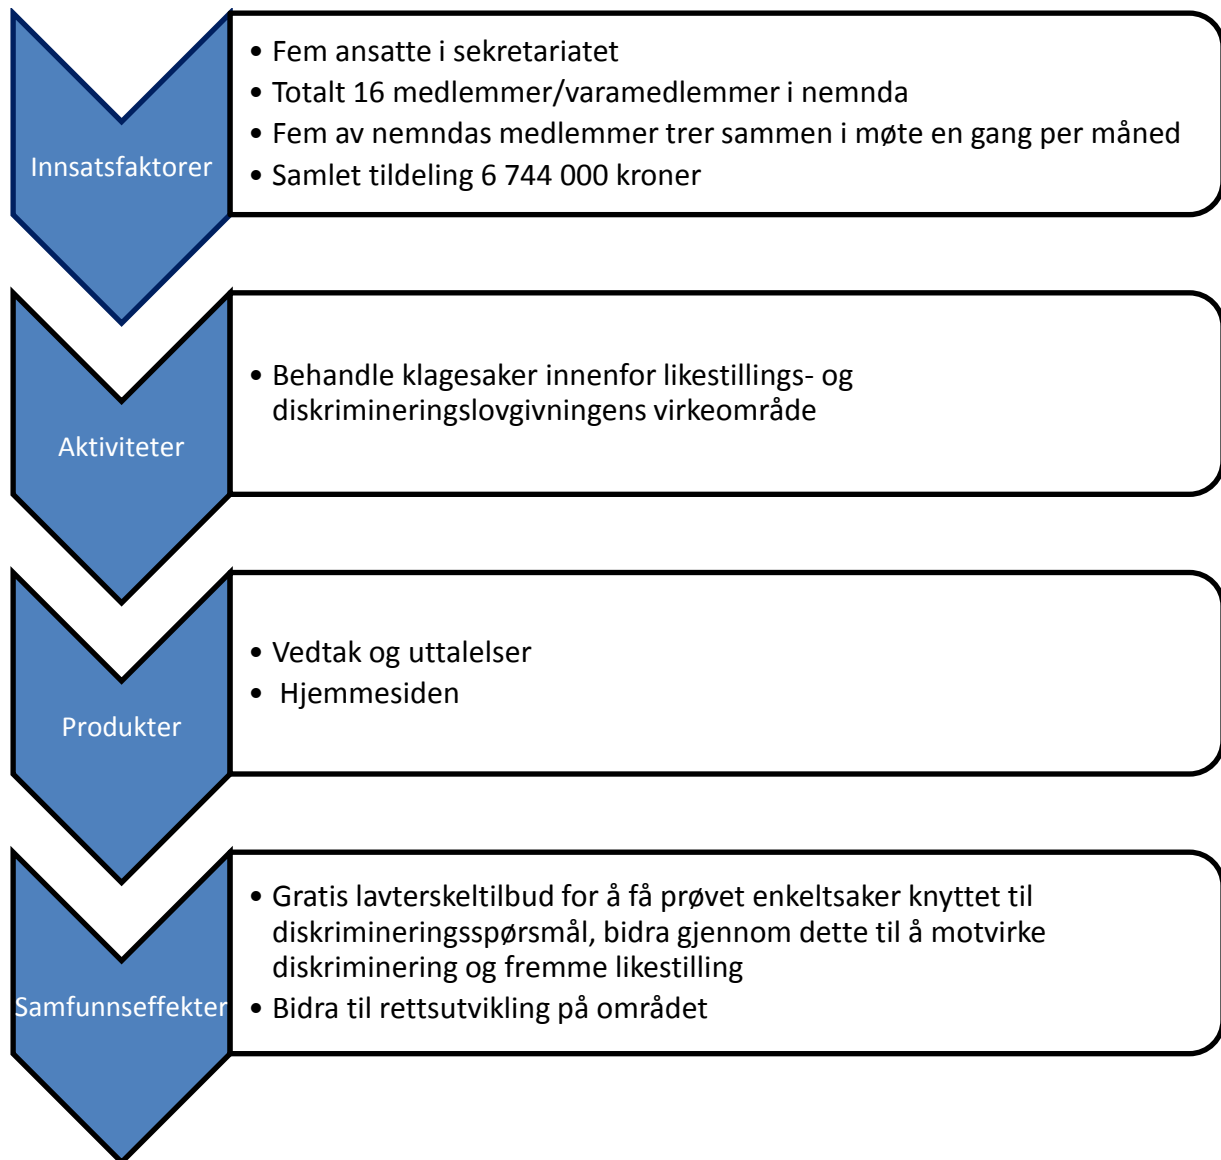 Innsatsfaktorer
• Fem ansatte i sekretariatet
• Totalt 16 medlemmer/varamedlemmer i nemnda
• Fem av nemndas medlemmer trer sammen i møte en gang per måned
• Samlet tildeling 6 744 000 kroner
Aktiviteter
• Behandle klagesaker innenfor likestillings- og
diskrimineringslovgivningens virkeområde
Produkter
• Vedtak og uttalelser
• Hjemmesiden
Samfunnseffekter
• Gratis lavterskeltilbud for å få prøvet enkeltsaker knyttet til
diskrimineringsspørsmål, bidra gjennom dette til å motvirke
diskriminering og fremme likestilling
• Bidra til rettsutvikling på området